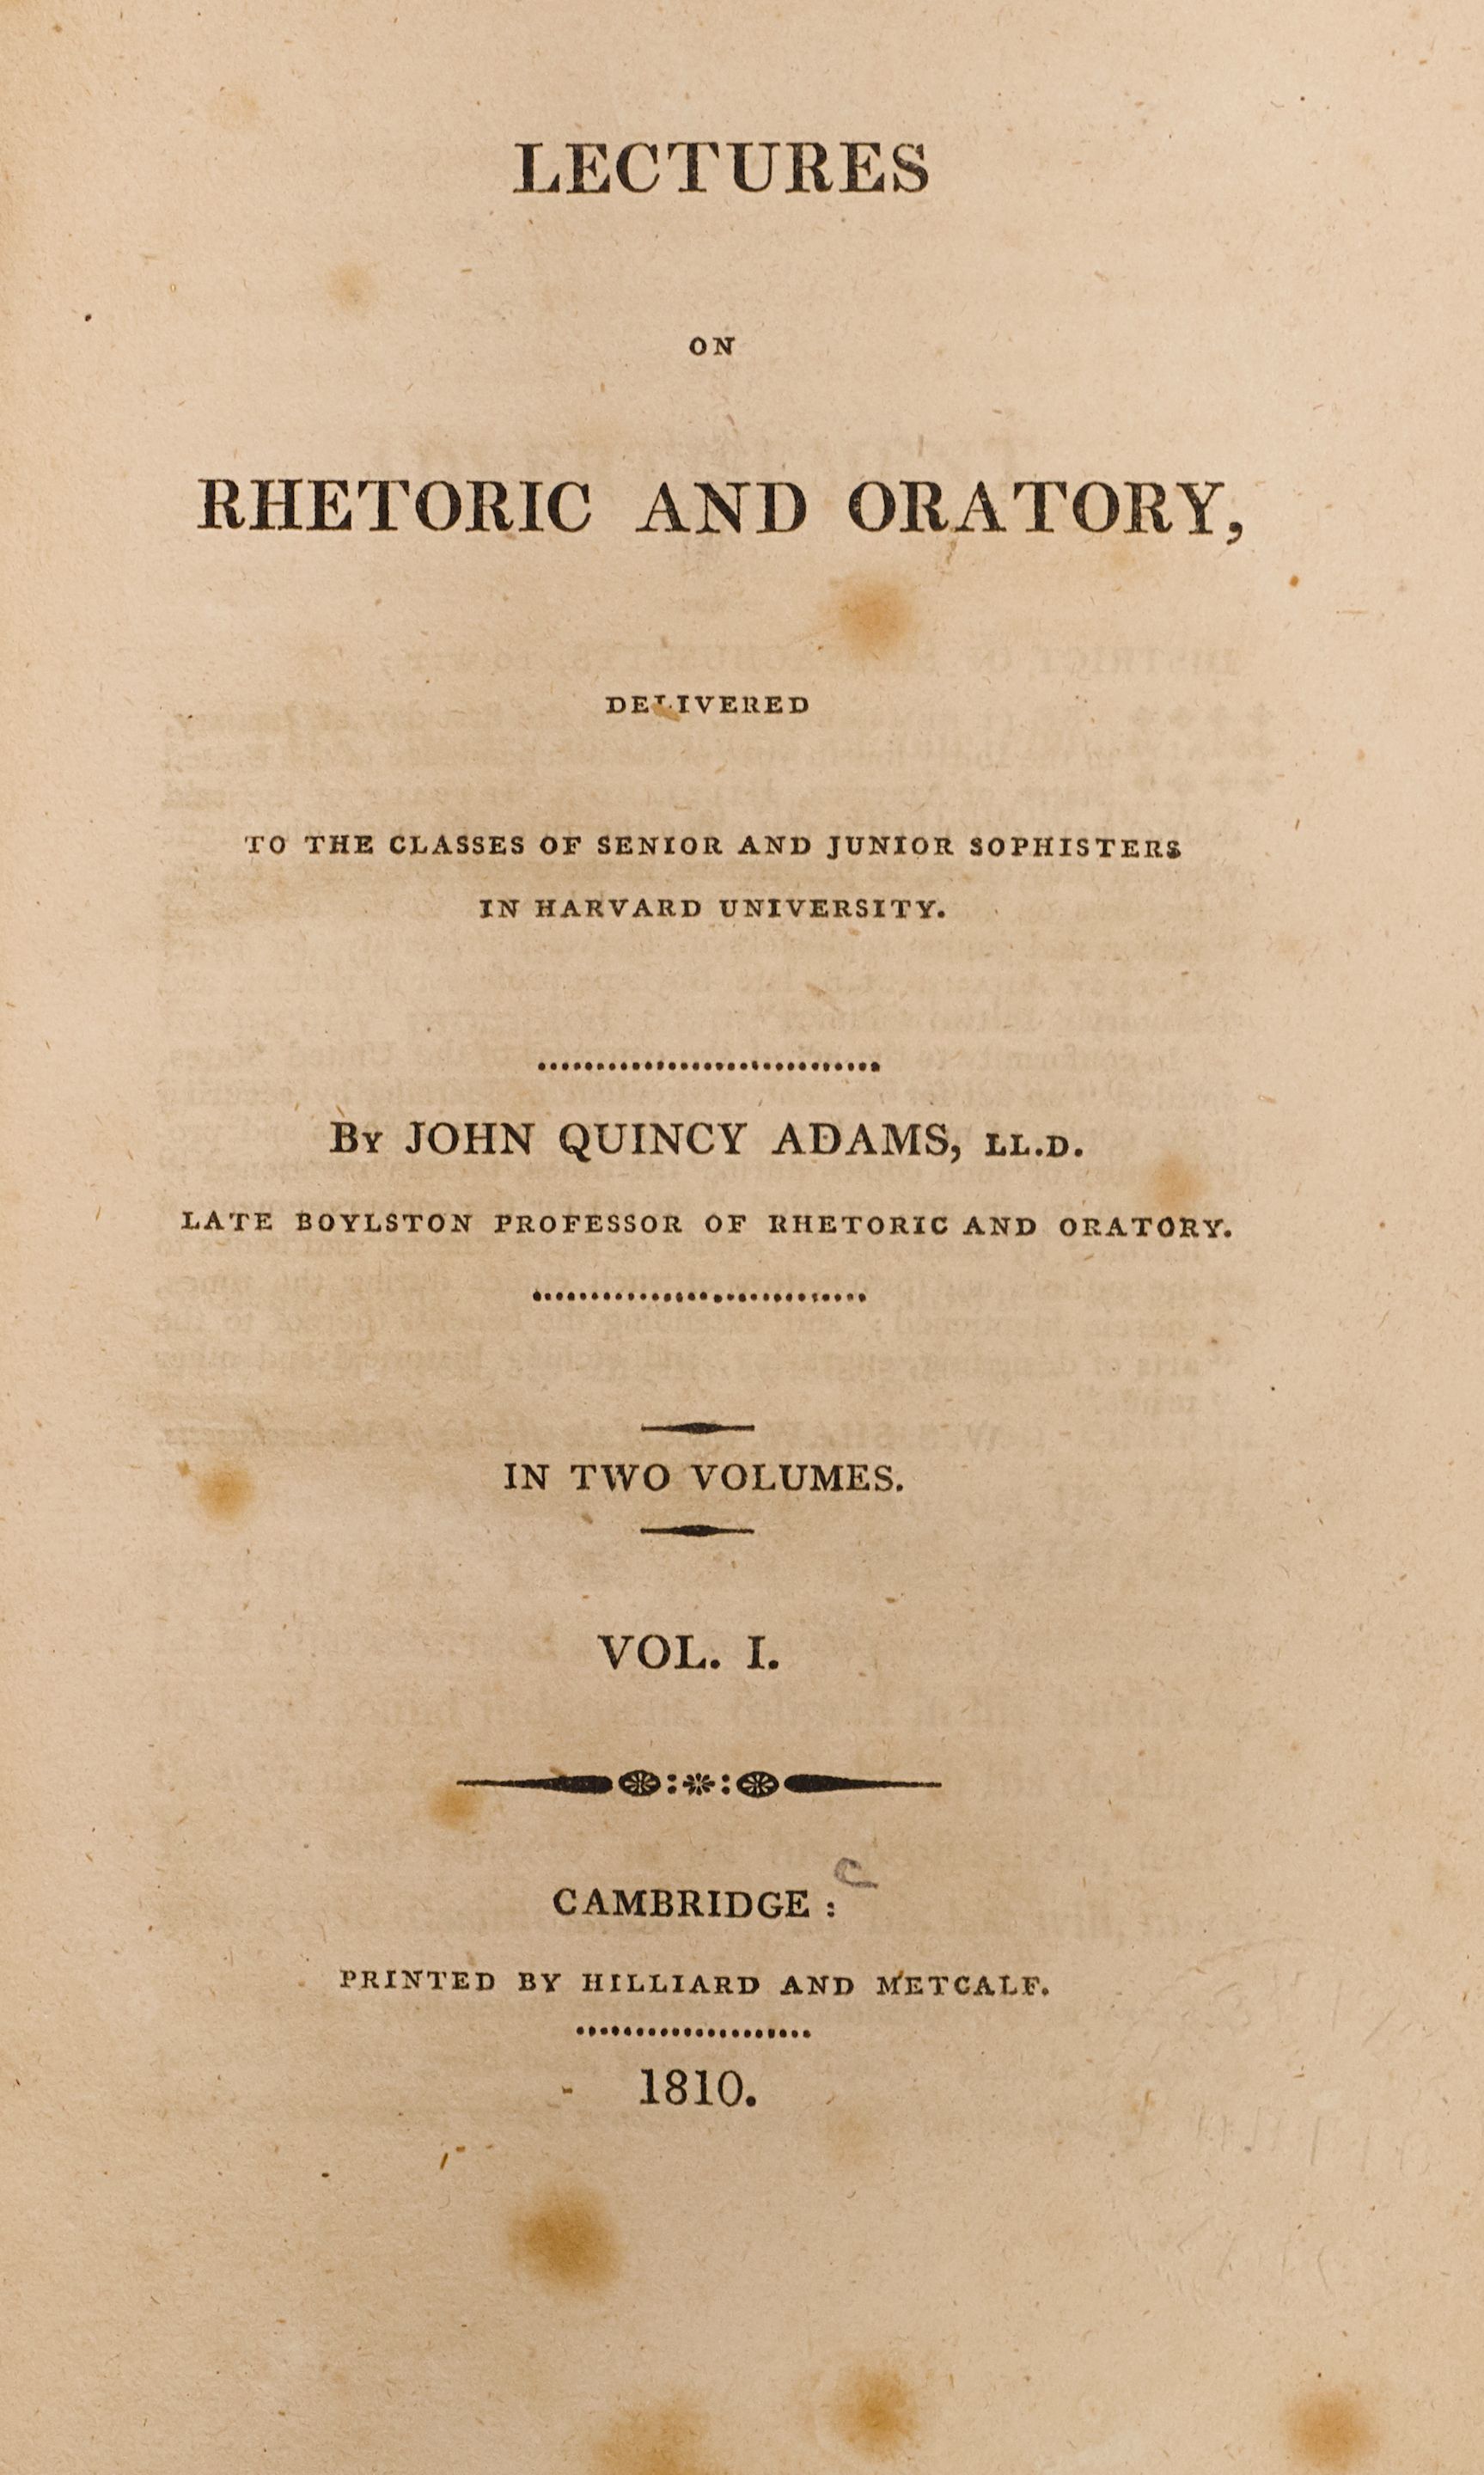 LECTURES
ON
RHETORIC AND ORATORY,
DELIVERED
TO THE CLASSES OF SENIOR AND JUNIOR SOPHISTERS
IN HARVARD UNIVERSITY.
By JOHN QUINCY ADAMS, LL.D.
LATE BOYLSTON PROFESSOR OF RHETORIC AND ORATORY.
IN TWO VOLUMES.
VOL. I.
CAMBRIDGE :
PRINTED BY HILLIARD AND METCALF.
1810.